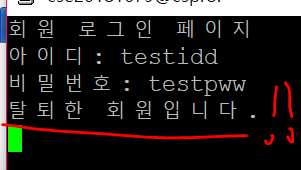 회원 로그인 페이지
아이디 : testidd
비밀번호 : testpww
탈퇴한 회원입니다. !!